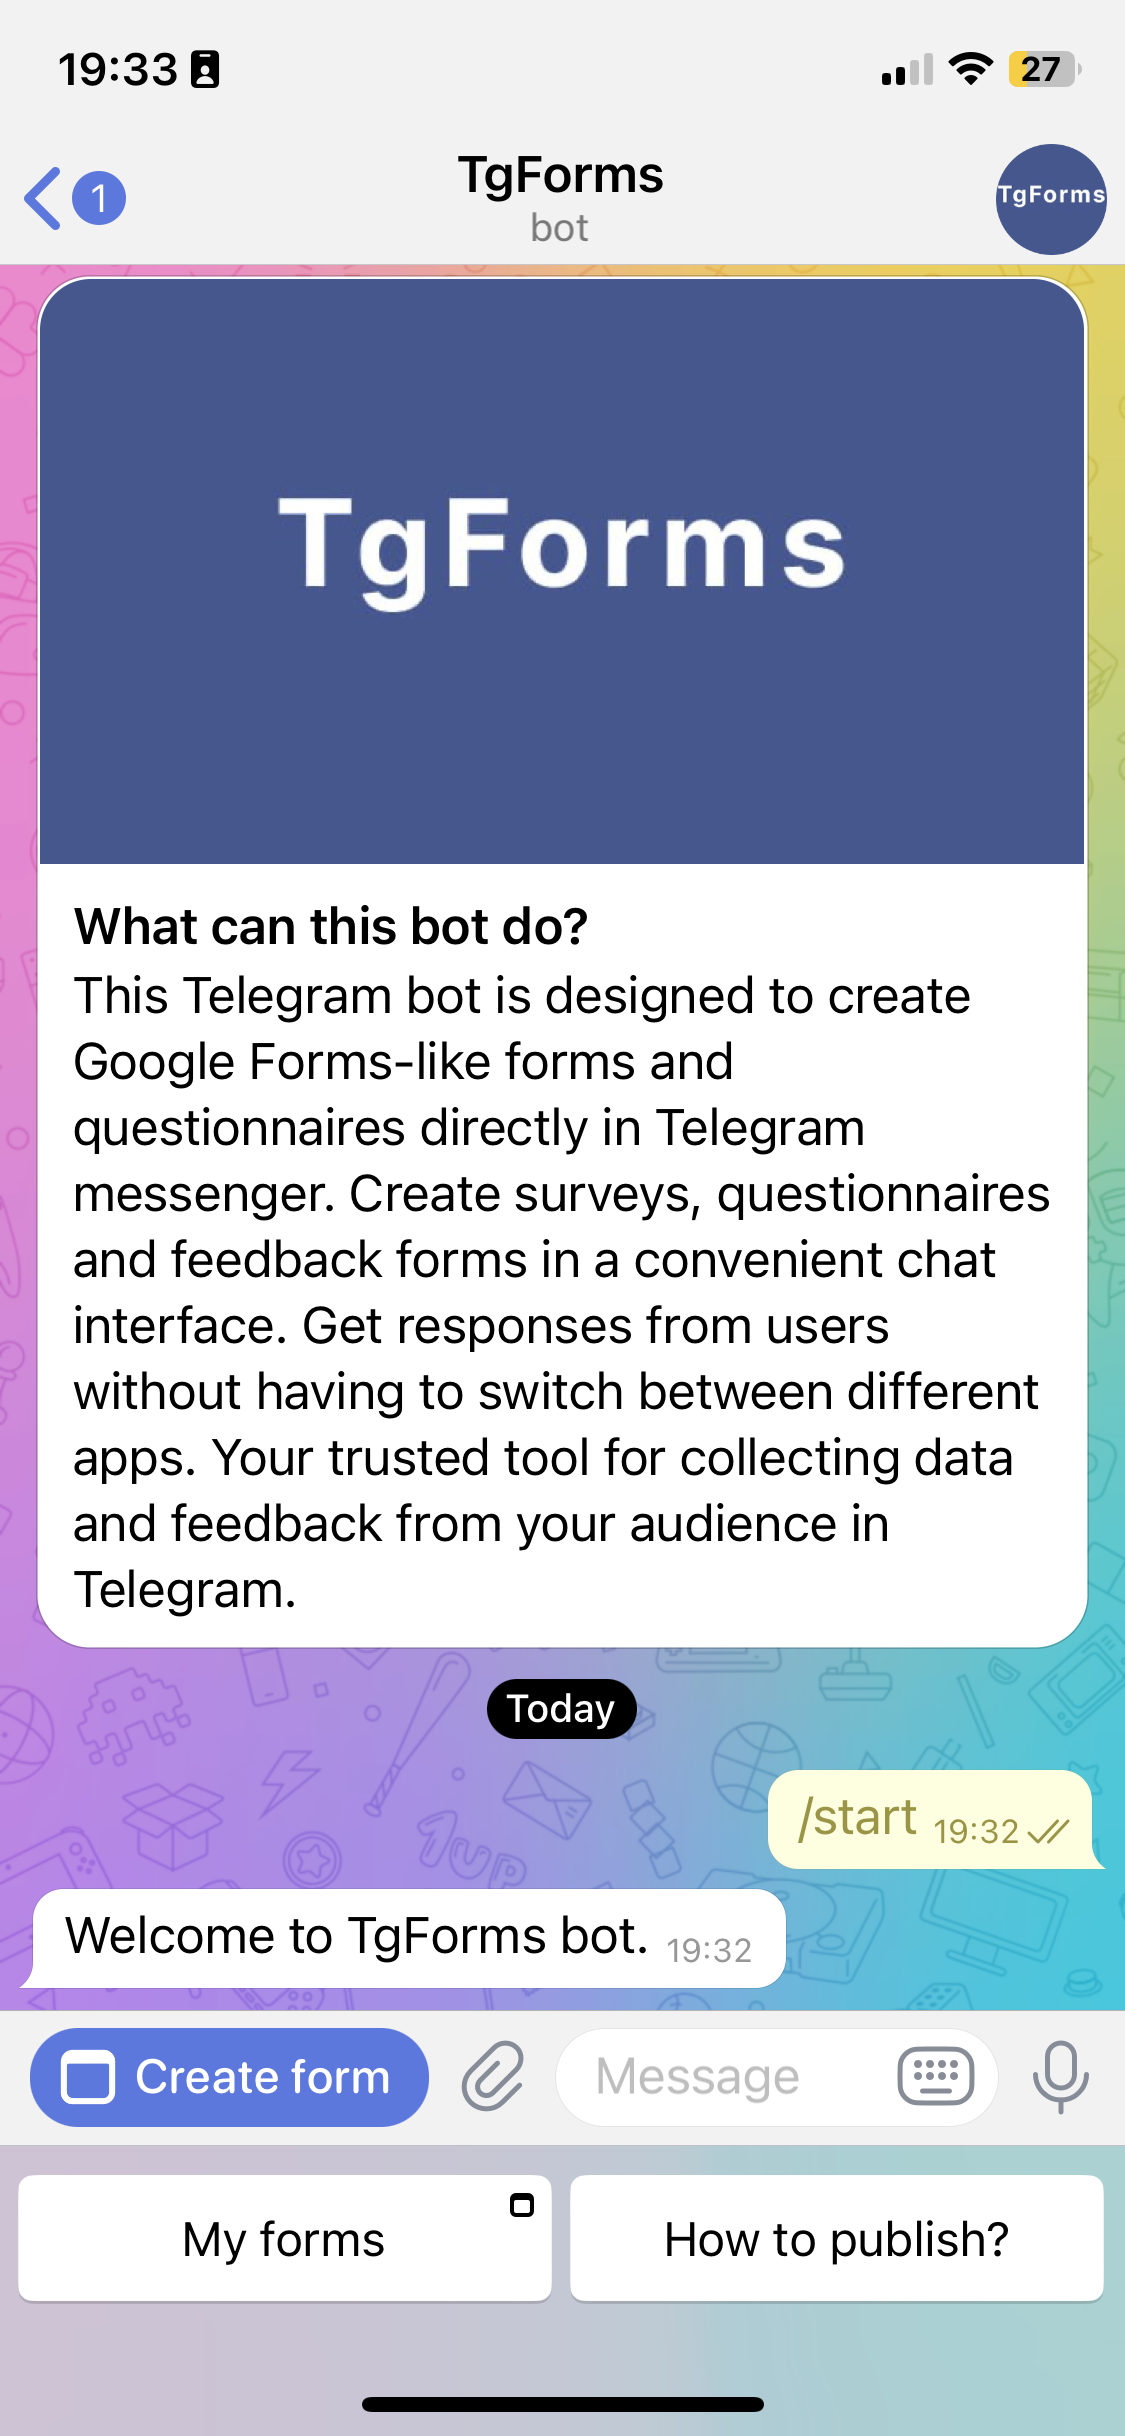 19:33
27
1
TgForms
bot
TgForms
TgForms
What can this bot do?
This Telegram bot is designed to create
Google Forms-like forms and
questionnaires directly in Telegram
messenger. Create surveys, questionnaires
and feedback forms in a convenient chat
interface. Get responses from users
without having to switch between different
apps. Your trusted tool for collecting data
and feedback from your audience in
Telegram.
Today
/start 19:32
1UP
Welcome to TgForms bot. 19:32
Create form
Message
My forms
How to publish?